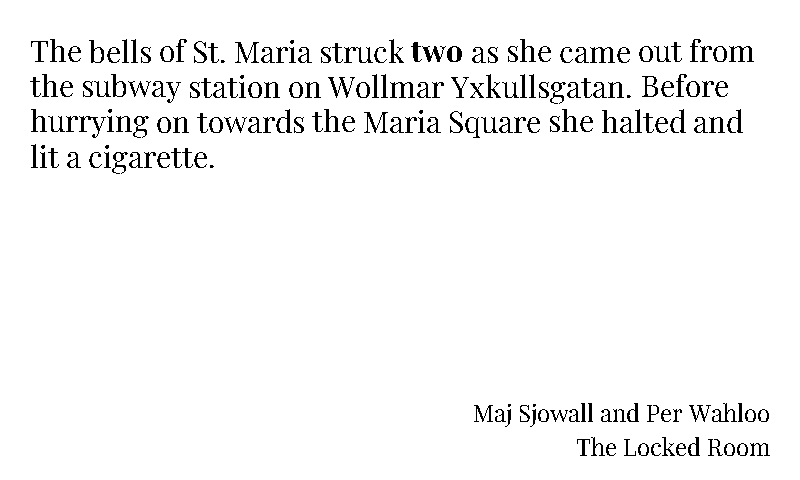 The bells of St. Maria struck two as she came out from
the subway station on Wollmar Yxkullsgatan. Before
hurrying on towards the Maria Square she halted and
lit a cigarette.
Maj Sjowall and Per Wahloo
The Locked Room